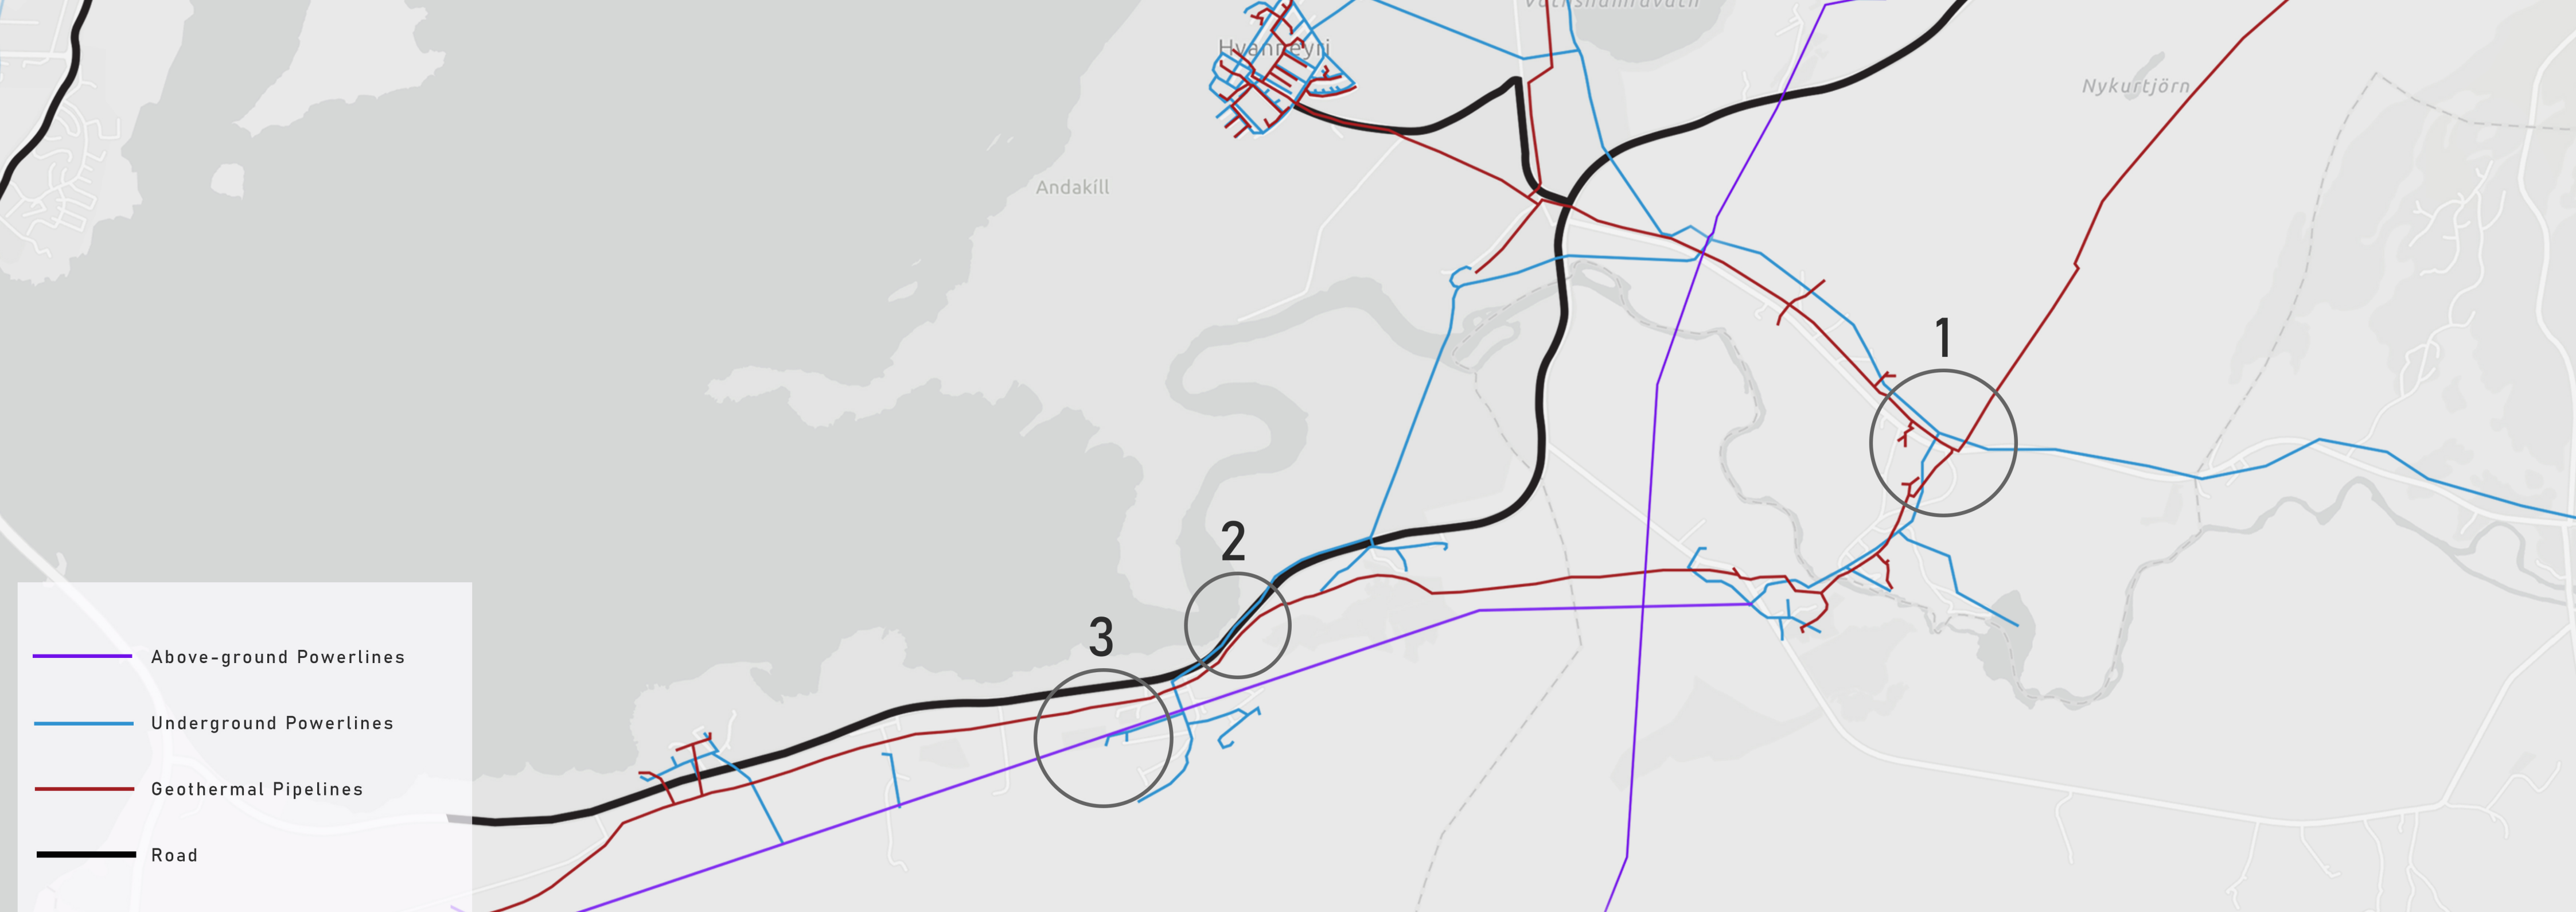 Hvanneyri
Nykurtjörn
Andakíll
1
2
3
Above-ground Powerlines
Underground Powerlines
Geothermal Pipelines
Road